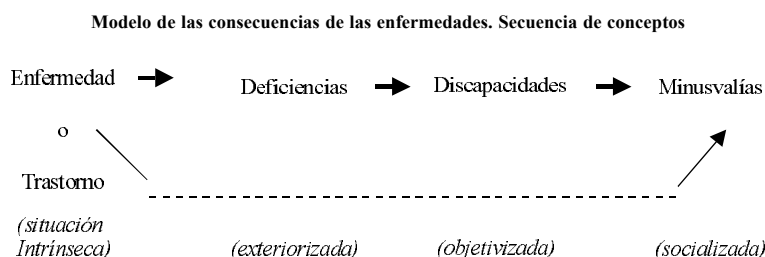 Modelo de las consecuencias de las enfermedades. Secuencia de conceptos
Enfermedad Deficiencias Discapacidades Minusvalías
o
Trastorno
(situación
Intrínseca) (exteriorizada) (objetivizada) (socializada)